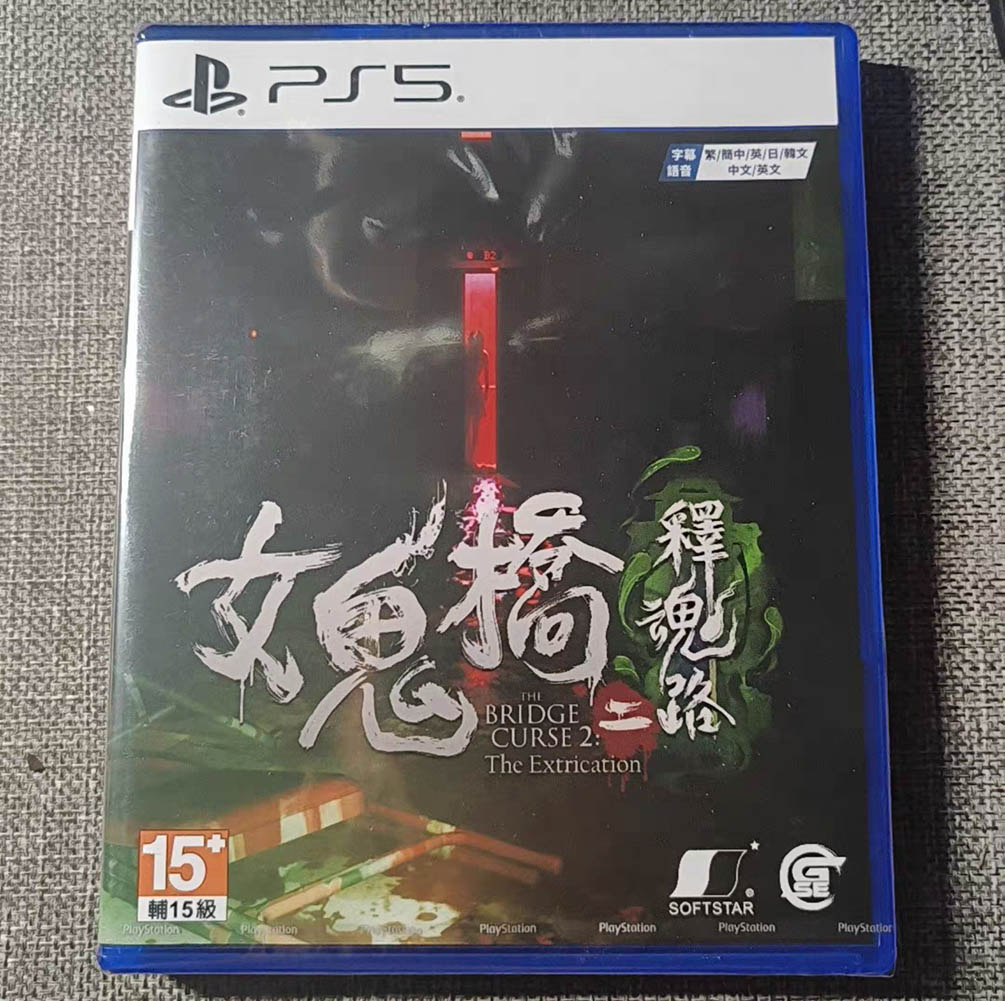 PS5
字幕 繁/簡中/英/日/韓文
語音 中文/英文
B2
女鬼橋
二
釋魂路
THE
BRIDGE
CURSE 2:
The Extrication
15+
輔15級
SOFTSTAR
GSE
PlayStation PlayStation PlayStation PlayStation PlayStation PlayStation